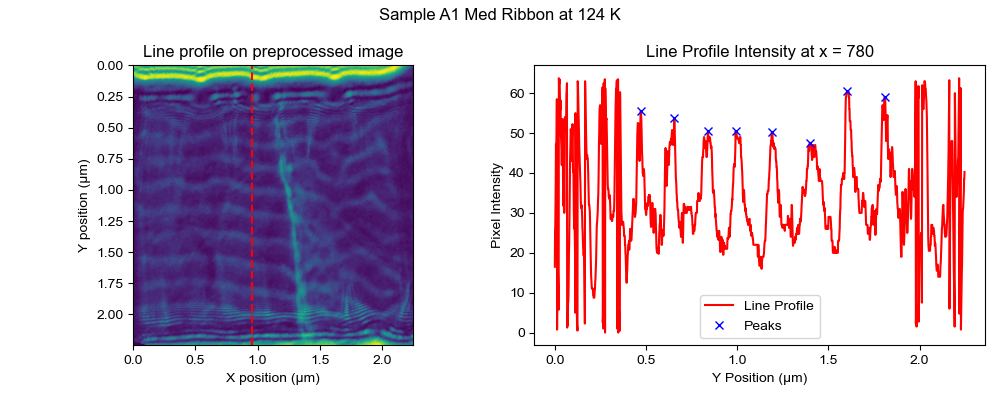 Sample A1 Med Ribbon at 124 K
Line profile on preprocessed image
0.00
0.25
0.50
0.75
1.00
1.25
1.50
1.75
2.00
Y position (μm)
0.0 0.5 1.0 1.5 2.0
X position (μm)
Line Profile Intensity at x = 780
60
50
40
30
20
10
0
Pixel Intensity
Line Profile
Peaks
0.0 0.5 1.0 1.5 2.0
Y Position (μm)